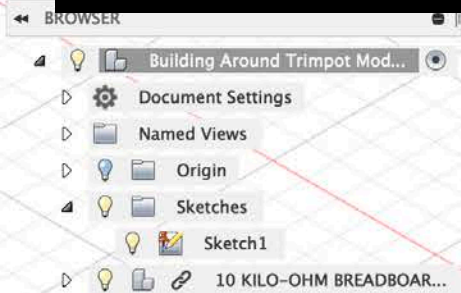 BROWSER
Building Around Trimpot Mod...
Document Settings
Named Views
Origin
Sketches
Sketch1
10 KILO-OHM BREADBOAR...